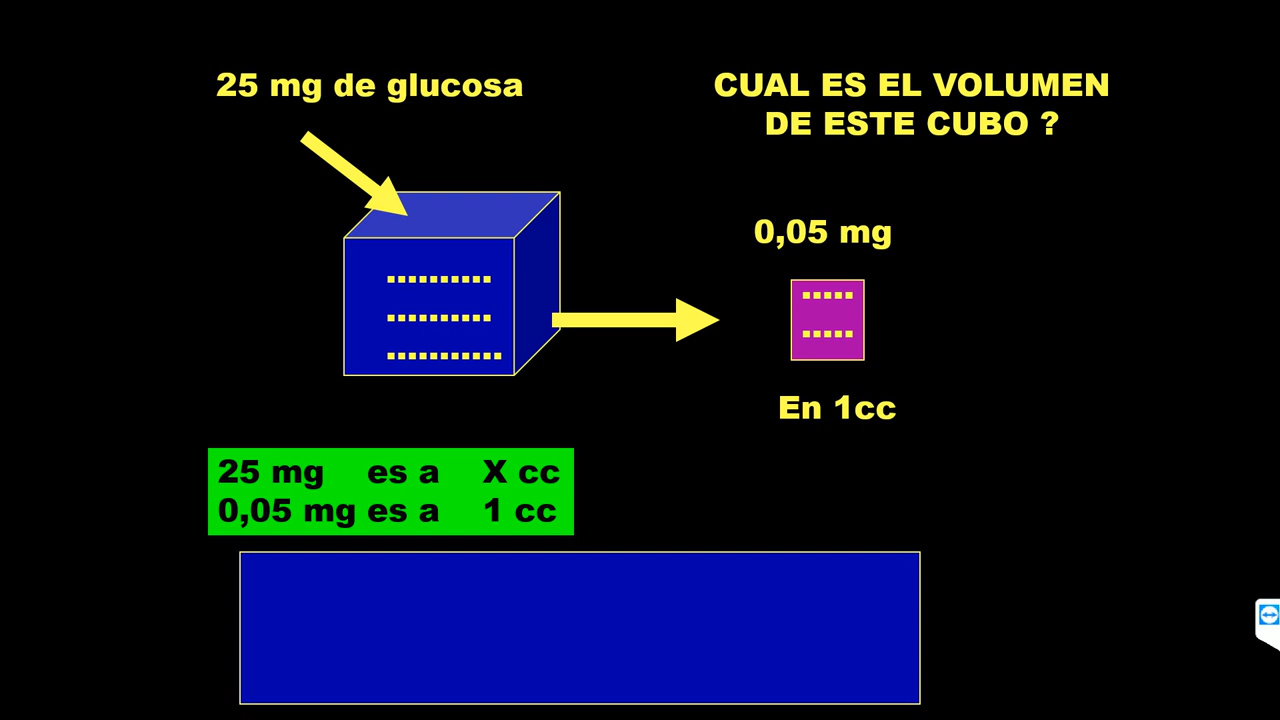 25 mg de glucosa
CUAL ES EL VOLUMEN
DE ESTE CUBO ?
0,05 mg
En 1cc
25 mg es a X cc
0,05 mg es a 1 cc